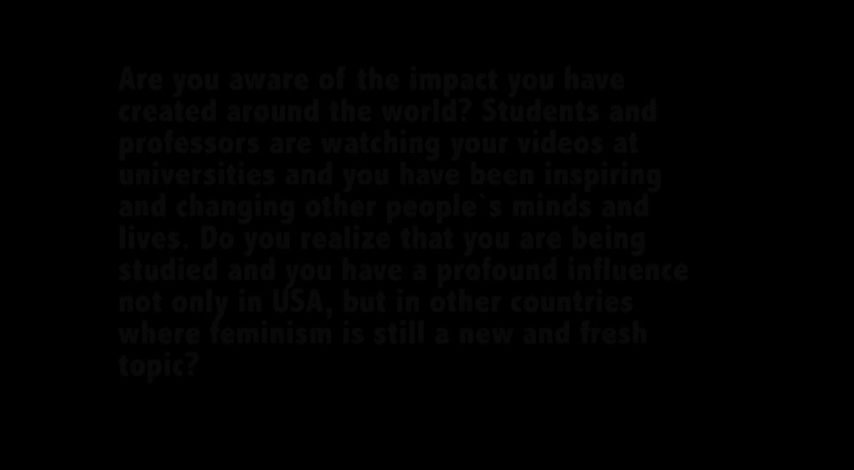 Are you aware of the impact you have
created around the world? Students and
professors are watching your videos at
universities and you have been inspiring
and changing other people`s minds and
lives. Do you realize that you are being
studied and you have a profound influence
not only in USA, but in other countries
where feminism is still a new and fresh
topic?